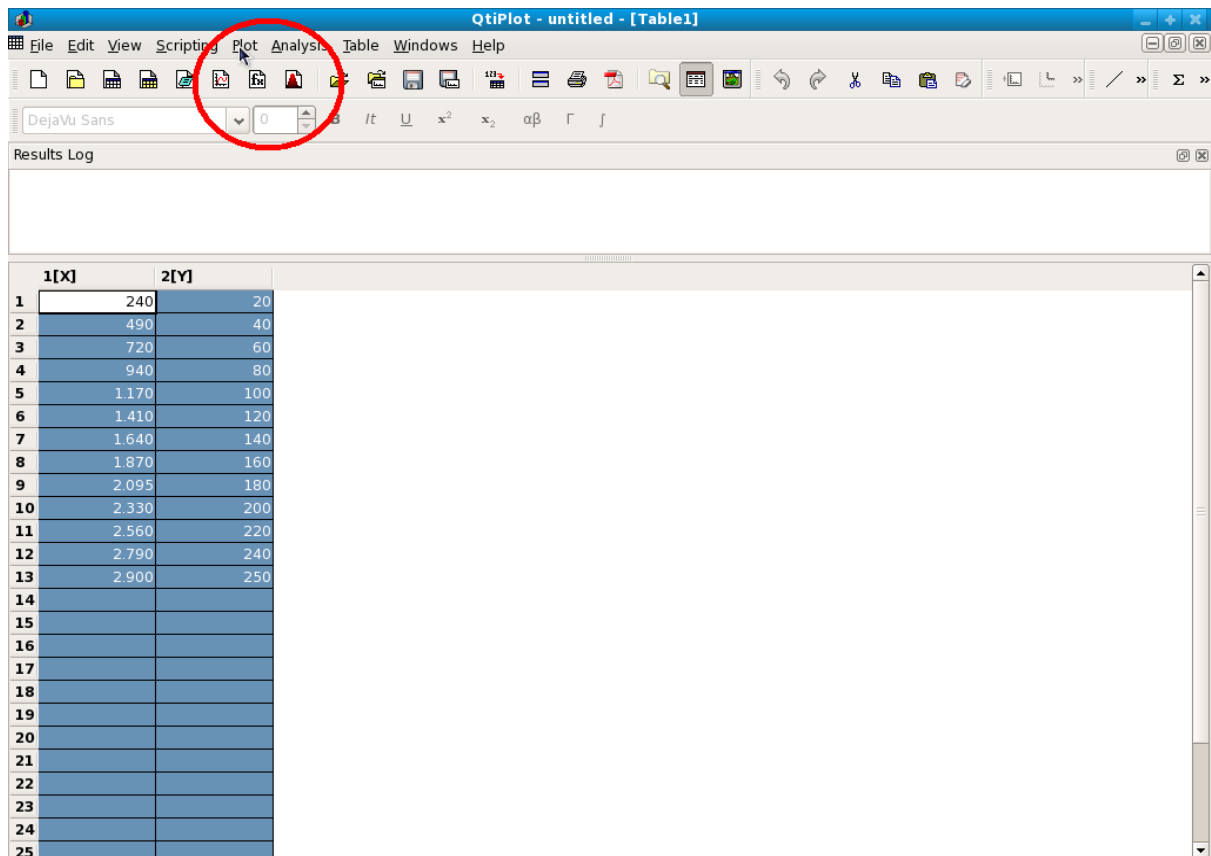 QtiPlot - untitled - [Table1]
File Edit View Scripting Plot Analysis Table Windows Help
DejaVu Sans 0 B It U x² x₂ αβ Γ ∫
Results Log
1[X] 2[Y]
1 240 20
2 490 40
3 720 60
4 940 80
5 1.170 100
6 1.410 120
7 1.640 140
8 1.870 160
9 2.095 180
10 2.330 200
11 2.560 220
12 2.790 240
13 2.900 250
14
15
16
17
18
19
20
21
22
23
24
25